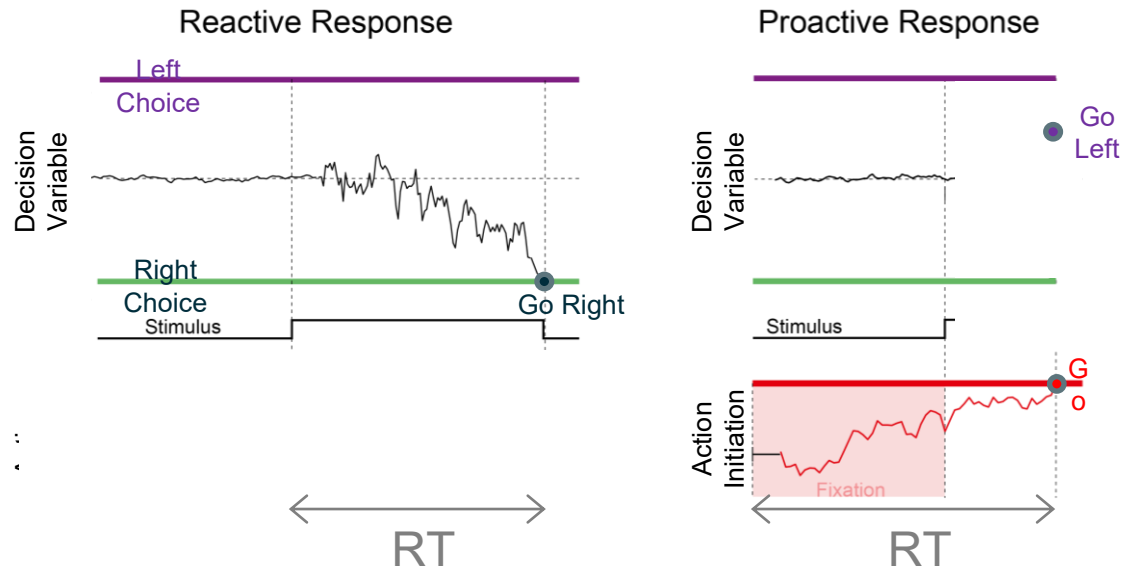 Reactive Response
Left
Choice
Decision
Variable
Right
Choice
Go Right
Stimulus
RT
Proactive Response
Decision
Variable
Go
Left
Stimulus
G
o
Action
Initiation
Fixation
RT